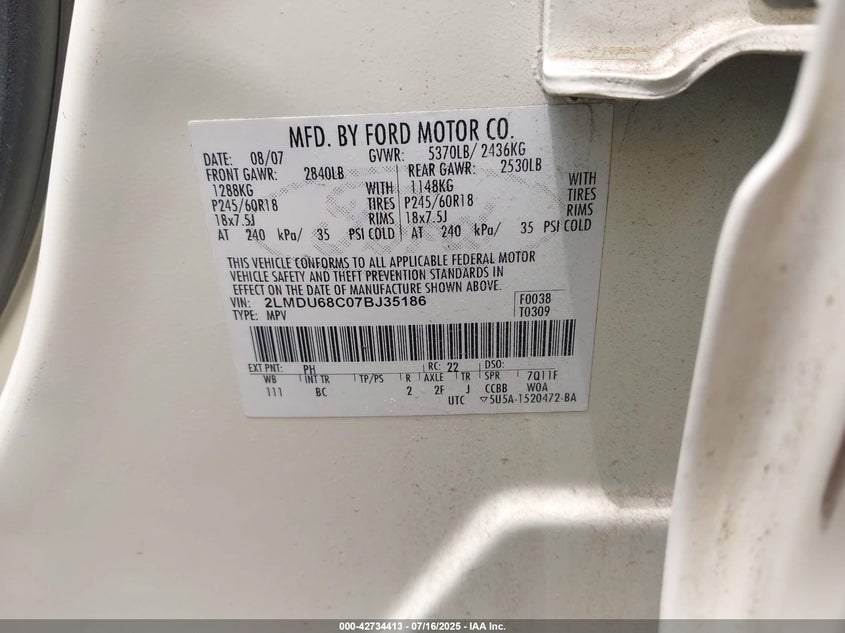 MFD. BY FORD MOTOR CO.
DATE: 08/07 GVWR: 5370LB/ 2436KG
FRONT GAWR: 2840LB REAR GAWR: 2530LB
1288KG WITH 1148KG WITH
P245/60R18 TIRES P245/60R18 TIRES
18x7.5J RIMS 18x7.5J RIMS
AT 240 kPa/ 35 PSI COLD AT 240 kPa/ 35 PSI COLD
THIS VEHICLE CONFORMS TO ALL APPLICABLE FEDERAL MOTOR
VEHICLE SAFETY AND THEFT PREVENTION STANDARDS IN
EFFECT ON THE DATE OF MANUFACTURE SHOWN ABOVE.
VIN: 2LMDU68C07BJ35186 F0038
TYPE: MPV T0309
EXT PNT: PH RC: 22 DSO:
WB INT TR TP/PS R AXLE TR SPR 7Q11F
111 BC 2 2F J CCBB W0A
UTC ▽5U5A-1520472-BA
000-42734413 - 07/16/2025 - IAA Inc.